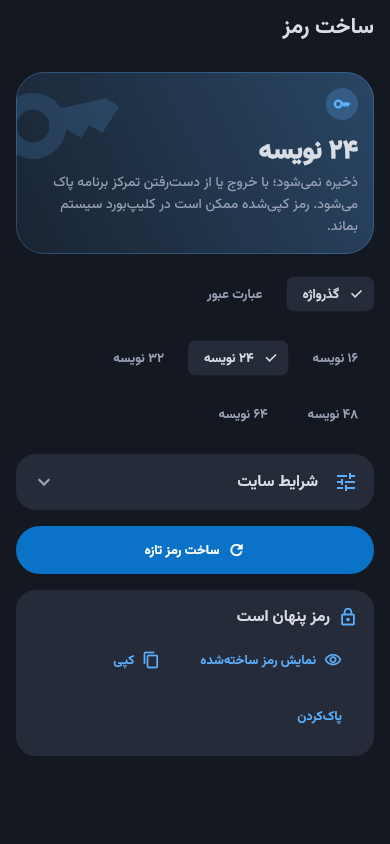 ساخت رمز
۲۴ نویسه
ذخیره نمی‌شود؛ با خروج یا از دست‌رفتن تمرکز برنامه پاک
می‌شود. رمز کپی‌شده ممکن است در کلیپ‌بورد سیستم
بماند.
گذرواژه عبارت عبور
۱۶ نویسه ۲۴ نویسه ۳۲ نویسه
۴۸ نویسه ۶۴ نویسه
شرایط سایت
ساخت رمز تازه
رمز پنهان است
نمایش رمز ساخته‌شده کپی
پاک‌کردن